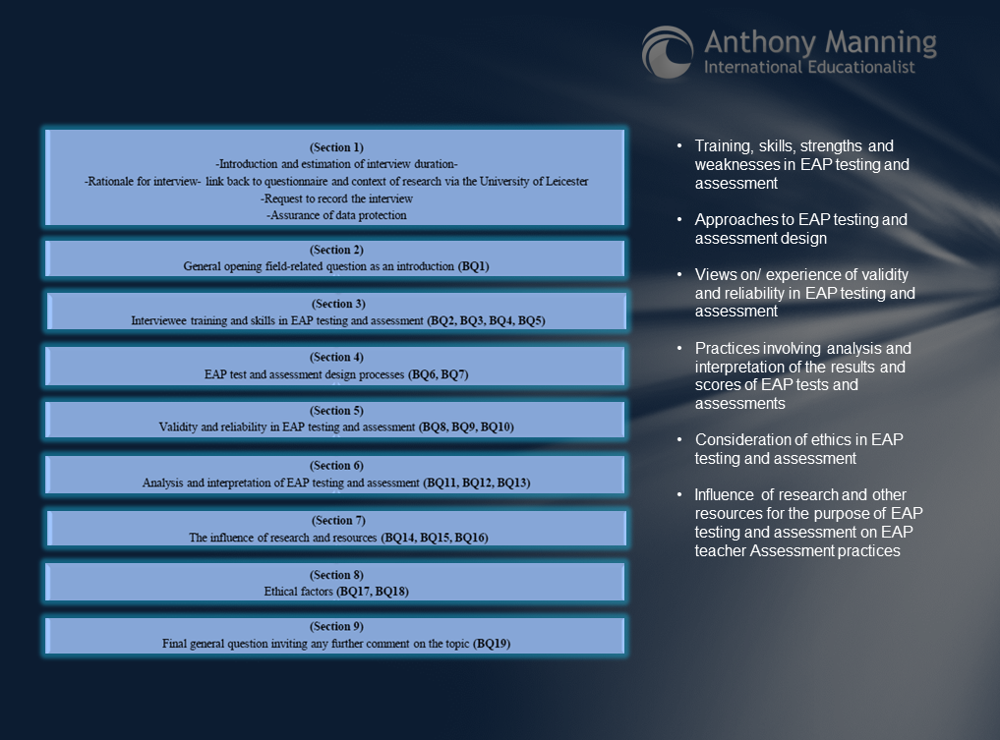 Anthony Manning
International Educationalist
(Section 1)
-Introduction and estimation of interview duration-
-Rationale for interview- link back to questionnaire and context of research via the University of Leicester
-Request to record the interview
-Assurance of data protection
(Section 2)
General opening field-related question as an introduction (BQ1)
(Section 3)
Interviewee training and skills in EAP testing and assessment (BQ2, BQ3, BQ4, BQ5)
(Section 4)
EAP test and assessment design processes (BQ6, BQ7)
(Section 5)
Validity and reliability in EAP testing and assessment (BQ8, BQ9, BQ10)
(Section 6)
Analysis and interpretation of EAP testing and assessment (BQ11, BQ12, BQ13)
(Section 7)
The influence of research and resources (BQ14, BQ15, BQ16)
(Section 8)
Ethical factors (BQ17, BQ18)
(Section 9)
Final general question inviting any further comment on the topic (BQ19)
• Training, skills, strengths and
weaknesses in EAP testing and
assessment
• Approaches to EAP testing and
assessment design
• Views on/ experience of validity
and reliability in EAP testing and
assessment
• Practices involving analysis and
interpretation of the results and
scores of EAP tests and
assessments
• Consideration of ethics in EAP
testing and assessment
• Influence of research and other
resources for the purpose of EAP
testing and assessment on EAP
teacher Assessment practices